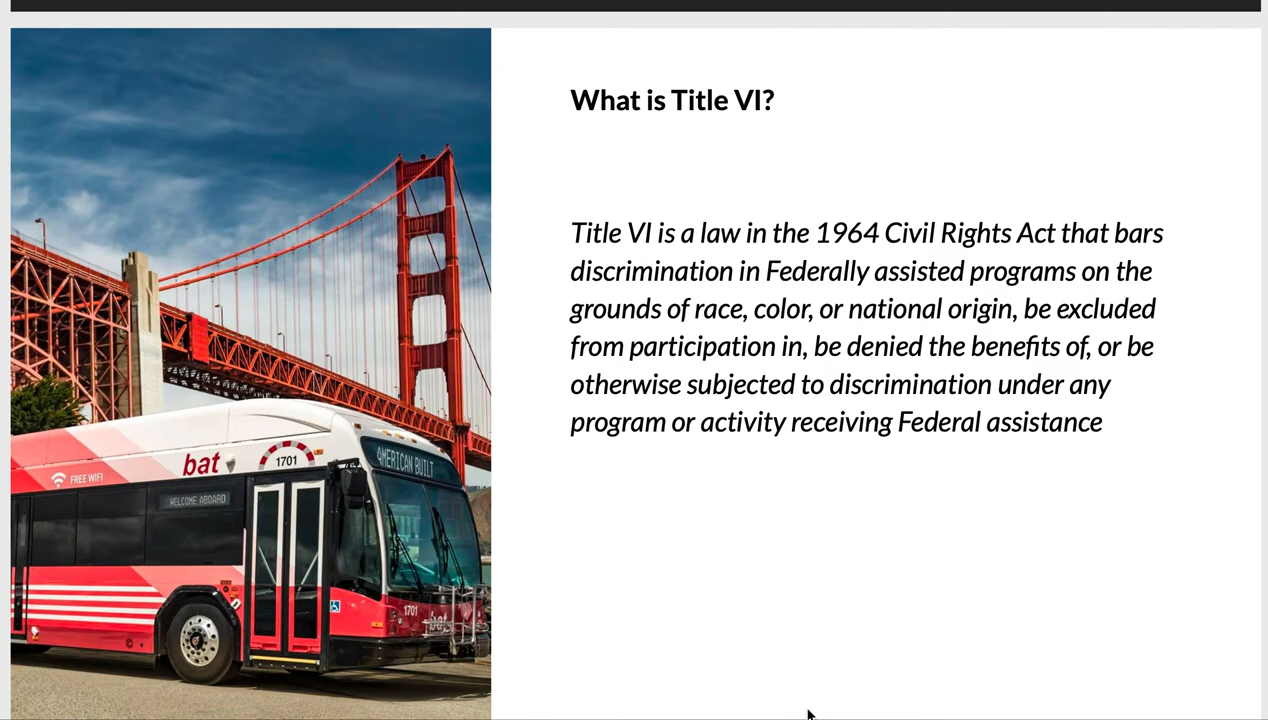 What is Title VI?
Title VI is a law in the 1964 Civil Rights Act that bars
discrimination in Federally assisted programs on the
grounds of race, color, or national origin, be excluded
from participation in, be denied the benefits of, or be
otherwise subjected to discrimination under any
program or activity receiving Federal assistance
bat
1701
AMERICAN BUILT
FREE WIFI
WELCOME ABOARD
1701
bat